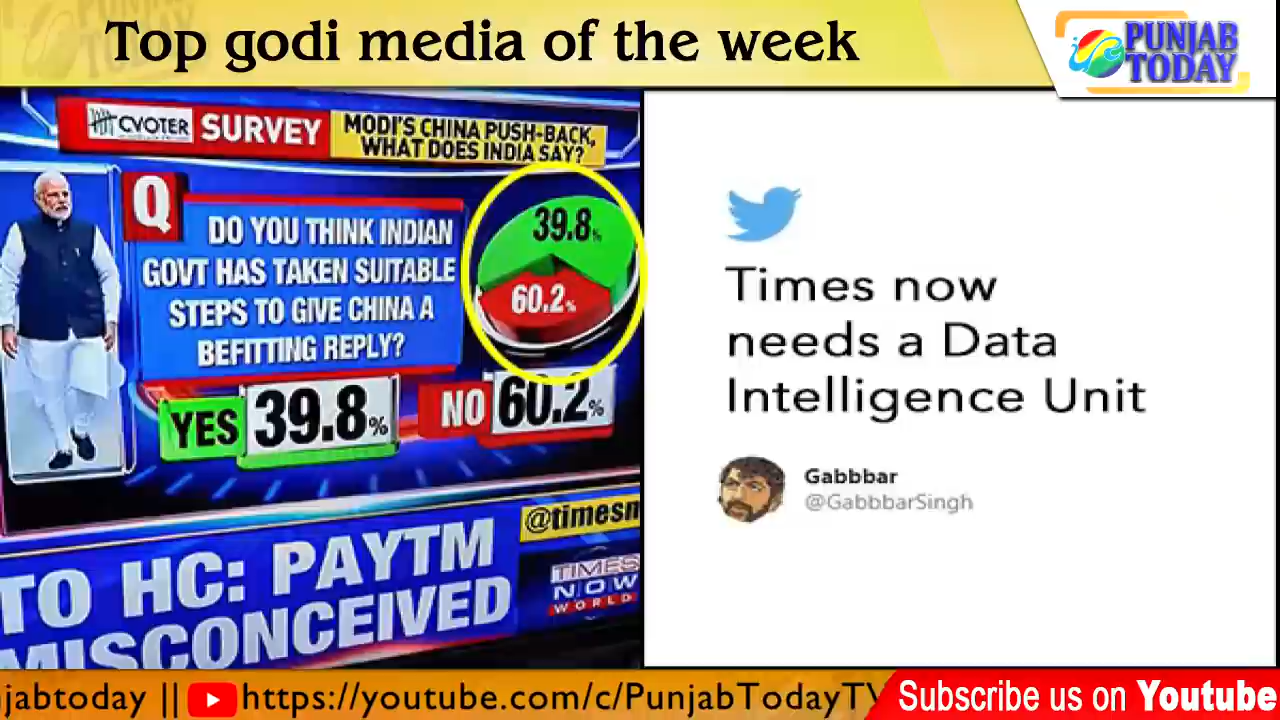 Top godi media of the week
PUNJAB
TODAY
CVOTER SURVEY
MODI'S CHINA PUSH-BACK,
WHAT DOES INDIA SAY?
Q
DO YOU THINK INDIAN
GOVT HAS TAKEN SUITABLE
STEPS TO GIVE CHINA A
BEFITTING REPLY?
39.8%
60.2%
YES 39.8%
NO 60.2%
@timesn
TO HC: PAYTM
MISCONCEIVED
TIMES
NOW
WORLD
Times now
needs a Data
Intelligence Unit
Gabbbar
@GabbbarSingh
jabtoday || https://youtube.com/c/PunjabTodayTV
Subscribe us on Youtube